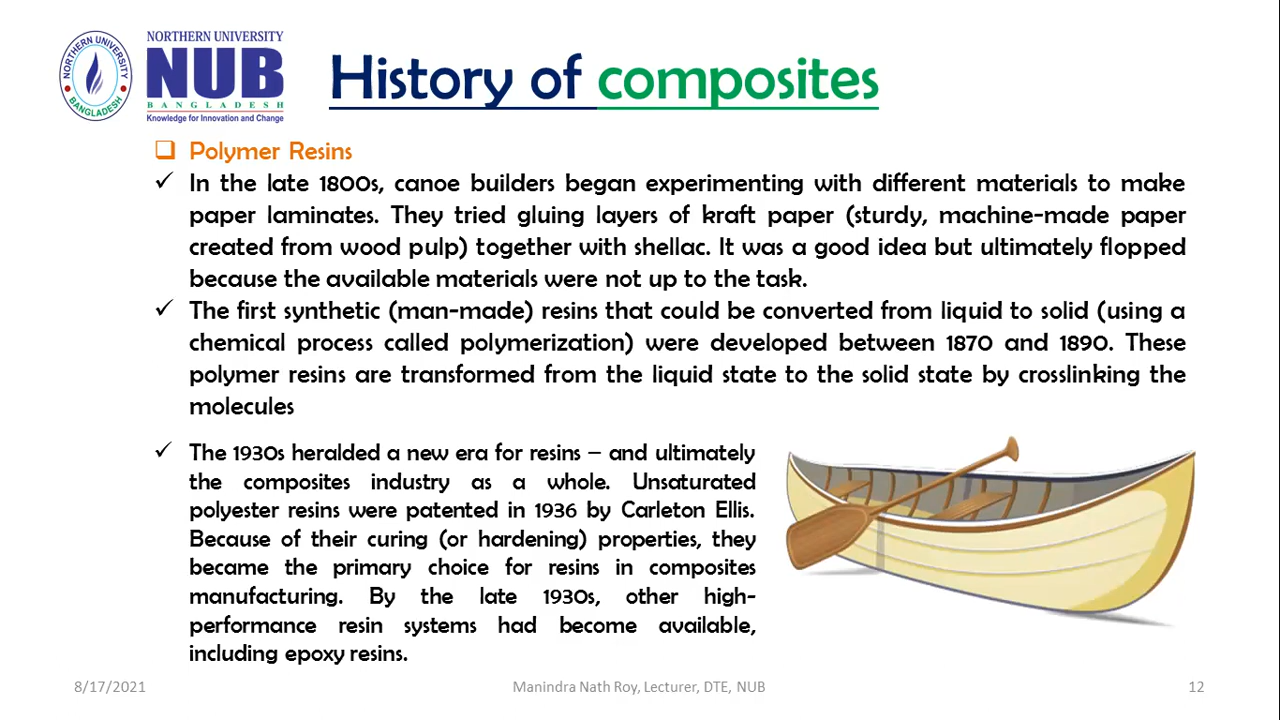 NORTHERN UNIVERSITY
BANGLADESH
NORTHERN UNIVERSITY
NUB
BANGLADESH
Knowledge for Innovation and Change
History of composites
Polymer Resins
In the late 1800s, canoe builders began experimenting with different materials to make
paper laminates. They tried gluing layers of kraft paper (sturdy, machine-made paper
created from wood pulp) together with shellac. It was a good idea but ultimately flopped
because the available materials were not up to the task.
The first synthetic (man-made) resins that could be converted from liquid to solid (using a
chemical process called polymerization) were developed between 1870 and 1890. These
polymer resins are transformed from the liquid state to the solid state by crosslinking the
molecules
The 1930s heralded a new era for resins – and ultimately
the composites industry as a whole. Unsaturated
polyester resins were patented in 1936 by Carleton Ellis.
Because of their curing (or hardening) properties, they
became the primary choice for resins in composites
manufacturing. By the late 1930s, other high-
performance resin systems had become available,
including epoxy resins.
8/17/2021
Manindra Nath Roy, Lecturer, DTE, NUB
12